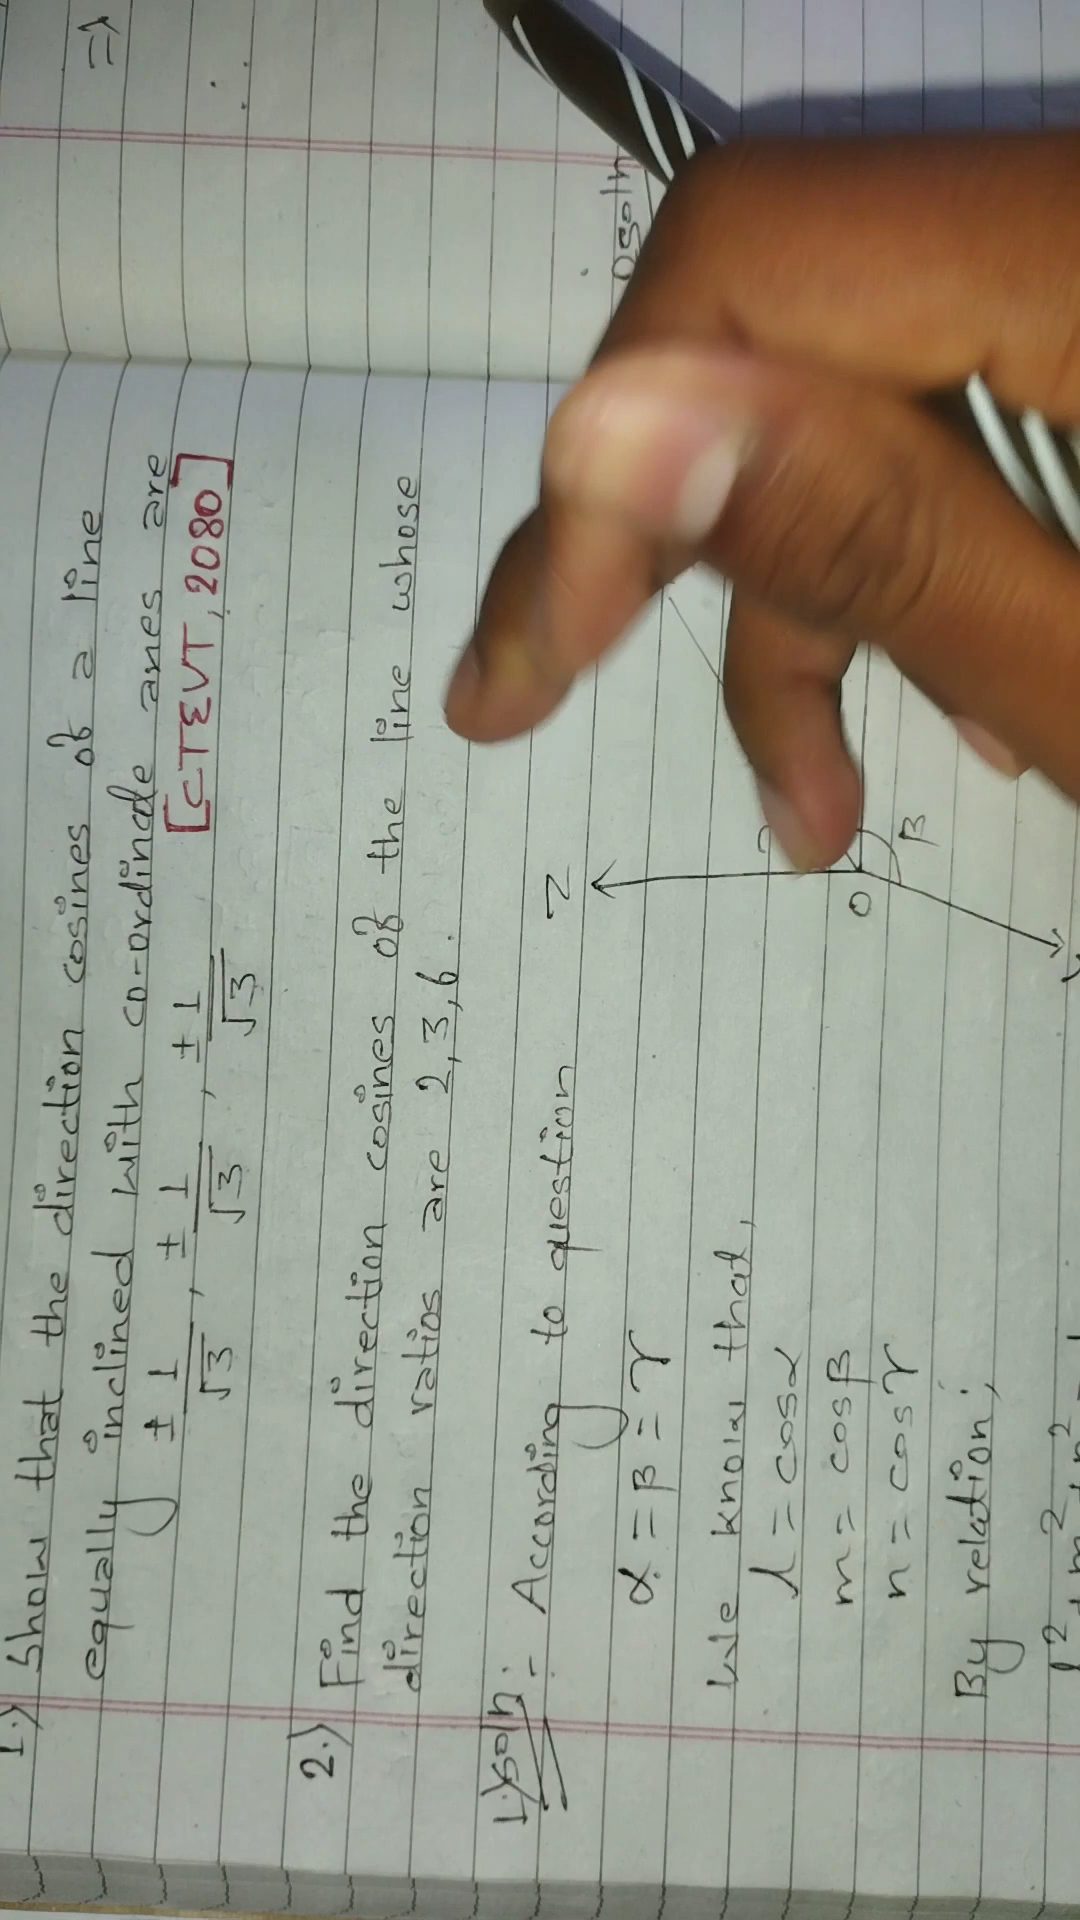 1.) Show that the direction cosines of a line
equally inclined with co-ordinate anes are
± 1/√3 , ± 1/√3 , ± 1/√3 [CTEVT, 2080]
2.) Find the direction cosines of the line whose
direction ratios are 2,3,6.
1.) soln:- According to question
α = β = γ
We know that,
l = cosα
m = cosβ
n = cosγ
By relation;
Z
O
β
⇒